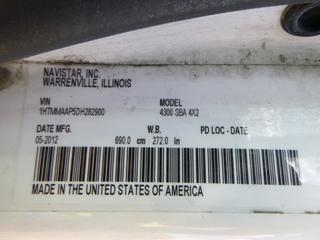 NAVISTAR, INC.
WARRENVILLE, ILLINOIS
VIN MODEL
1HTMMAAP5DH282900 4300 SBA 4X2
DATE MFG. W.B. PD LOC - DATE
05-2012 690.0 cm 272.0 in
MADE IN THE UNITED STATES OF AMERICA